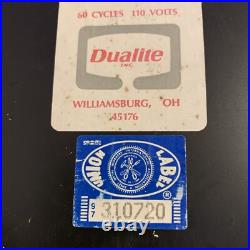 60 CYCLES 110 VOLTS
Dualite
INC.
WILLIAMSBURG, OH
45176
UNION LABEL ®
310720